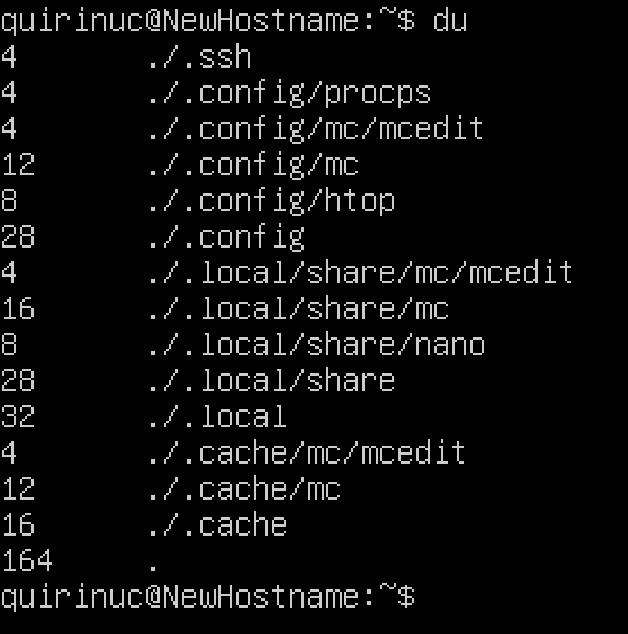 quirinuc@NewHostname:~$ du
4       ./.ssh
4       ./.config/procps
4       ./.config/mc/mcedit
12      ./.config/mc
8       ./.config/htop
28      ./.config
4       ./.local/share/mc/mcedit
16      ./.local/share/mc
8       ./.local/share/nano
28      ./.local/share
32      ./.local
4       ./.cache/mc/mcedit
12      ./.cache/mc
16      ./.cache
164     .
quirinuc@NewHostname:~$